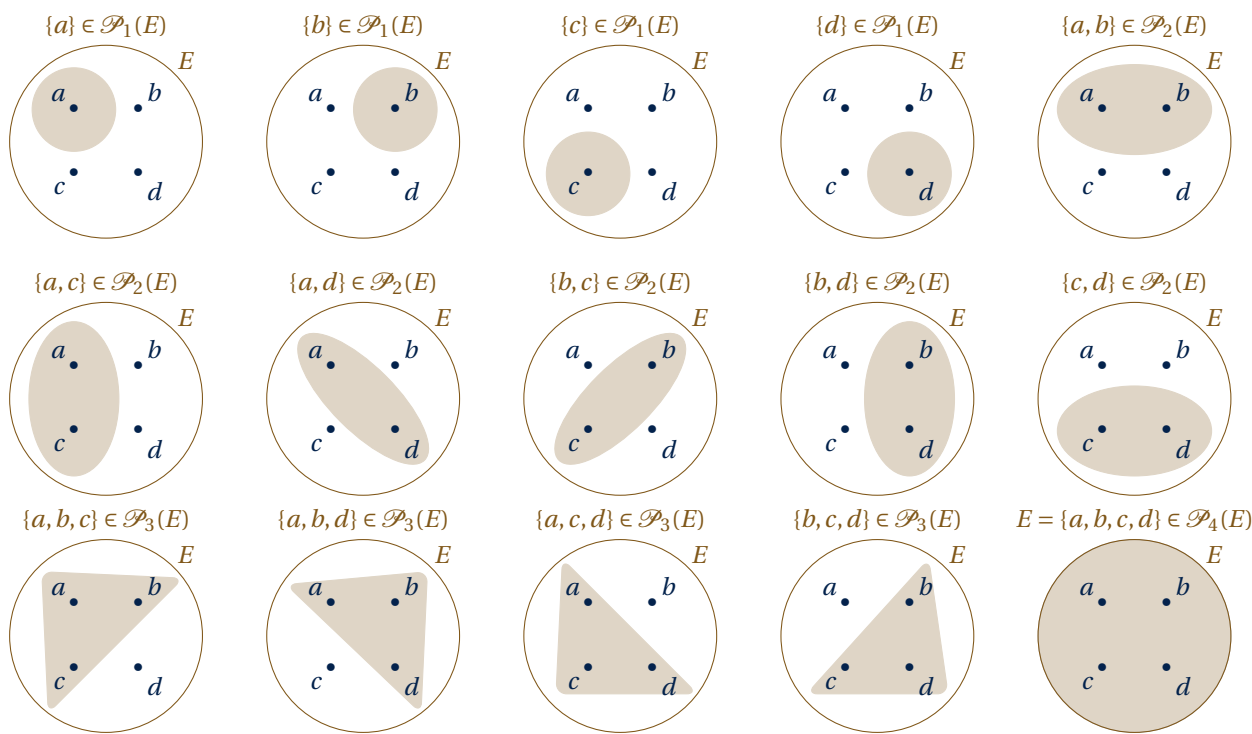 {a} ∈ 𝒫₁(E) {b} ∈ 𝒫₁(E) {c} ∈ 𝒫₁(E) {d} ∈ 𝒫₁(E) {a, b} ∈ 𝒫₂(E)
E E E E E
a b a b a b a b a b
c d c d c d c d c d
{a, c} ∈ 𝒫₂(E) {a, d} ∈ 𝒫₂(E) {b, c} ∈ 𝒫₂(E) {b, d} ∈ 𝒫₂(E) {c, d} ∈ 𝒫₂(E)
E E E E E
a b a b a b a b a b
c d c d c d c d c d
{a, b, c} ∈ 𝒫₃(E) {a, b, d} ∈ 𝒫₃(E) {a, c, d} ∈ 𝒫₃(E) {b, c, d} ∈ 𝒫₃(E) E = {a, b, c, d} ∈ 𝒫₄(E)
E E E E E
a b a b a b a b a b
c d c d c d c d c d